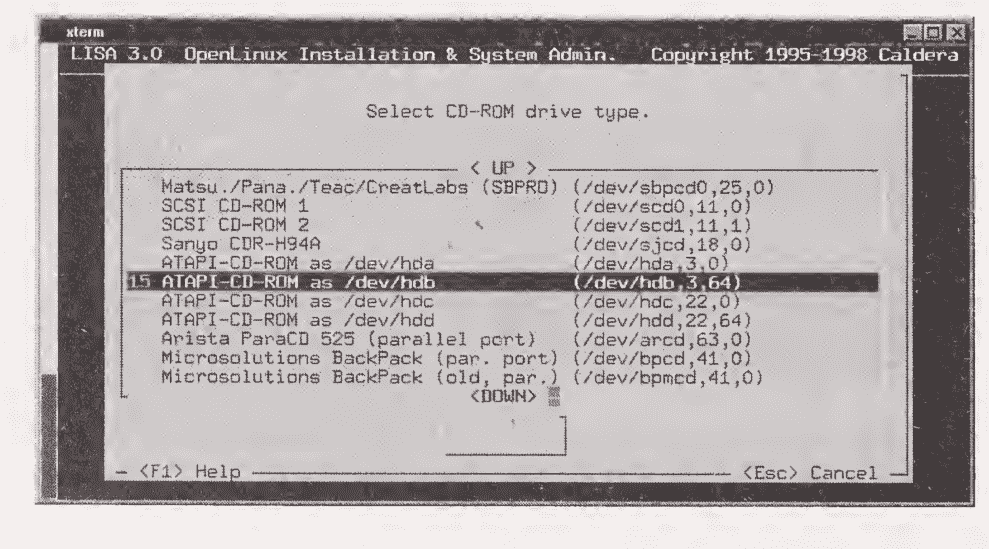 xterm
LISA 3.0 OpenLinux Installation & System Admin. Copyright 1995-1998 Caldera
Select CD-ROM drive type.
< UP >
Matsu./Pana./Teac/CreatLabs (SBPRO) (/dev/sbpcd0,25,0)
SCSI CD-ROM 1 (/dev/scd0,11,0)
SCSI CD-ROM 2 (/dev/scd1,11,1)
Sanyo CDR-H94A (/dev/sjcd,18,0)
ATAPI-CD-ROM as /dev/hda (/dev/hda,3,0)
15 ATAPI-CD-ROM as /dev/hdb (/dev/hdb,3,64)
ATAPI-CD-ROM as /dev/hdc (/dev/hdc,22,0)
ATAPI-CD-ROM as /dev/hdd (/dev/hdd,22,64)
Arista ParaCD 525 (parallel port) (/dev/arcd,63,0)
Microsolutions BackPack (par. port) (/dev/bpcd,41,0)
Microsolutions BackPack (old, par.) (/dev/bpmcd,41,0)
<DOWN>
<F1> Help <Esc> Cancel